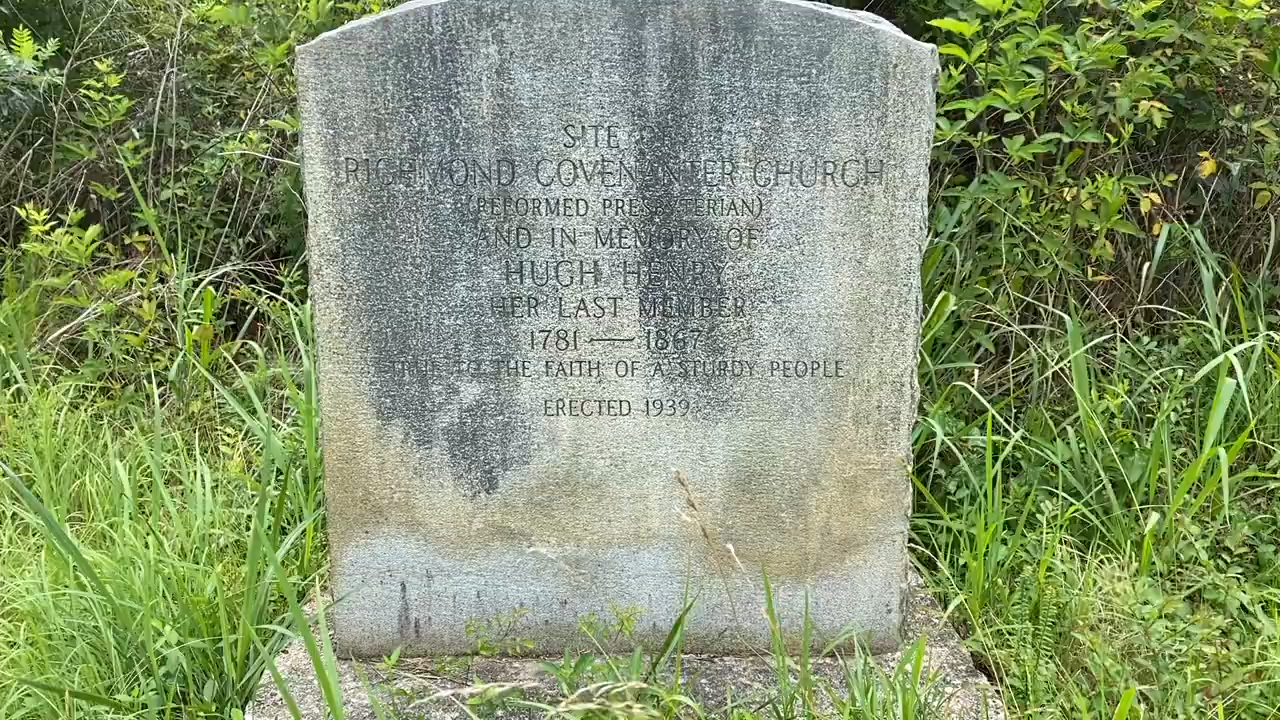 SITE OF
RICHMOND COVENANTER CHURCH
(REFORMED PRESBYTERIAN)
AND IN MEMORY OF
HUGH HENRY
HER LAST MEMBER
1781 — 1867
TRUE TO THE FAITH OF A STURDY PEOPLE
ERECTED 1939